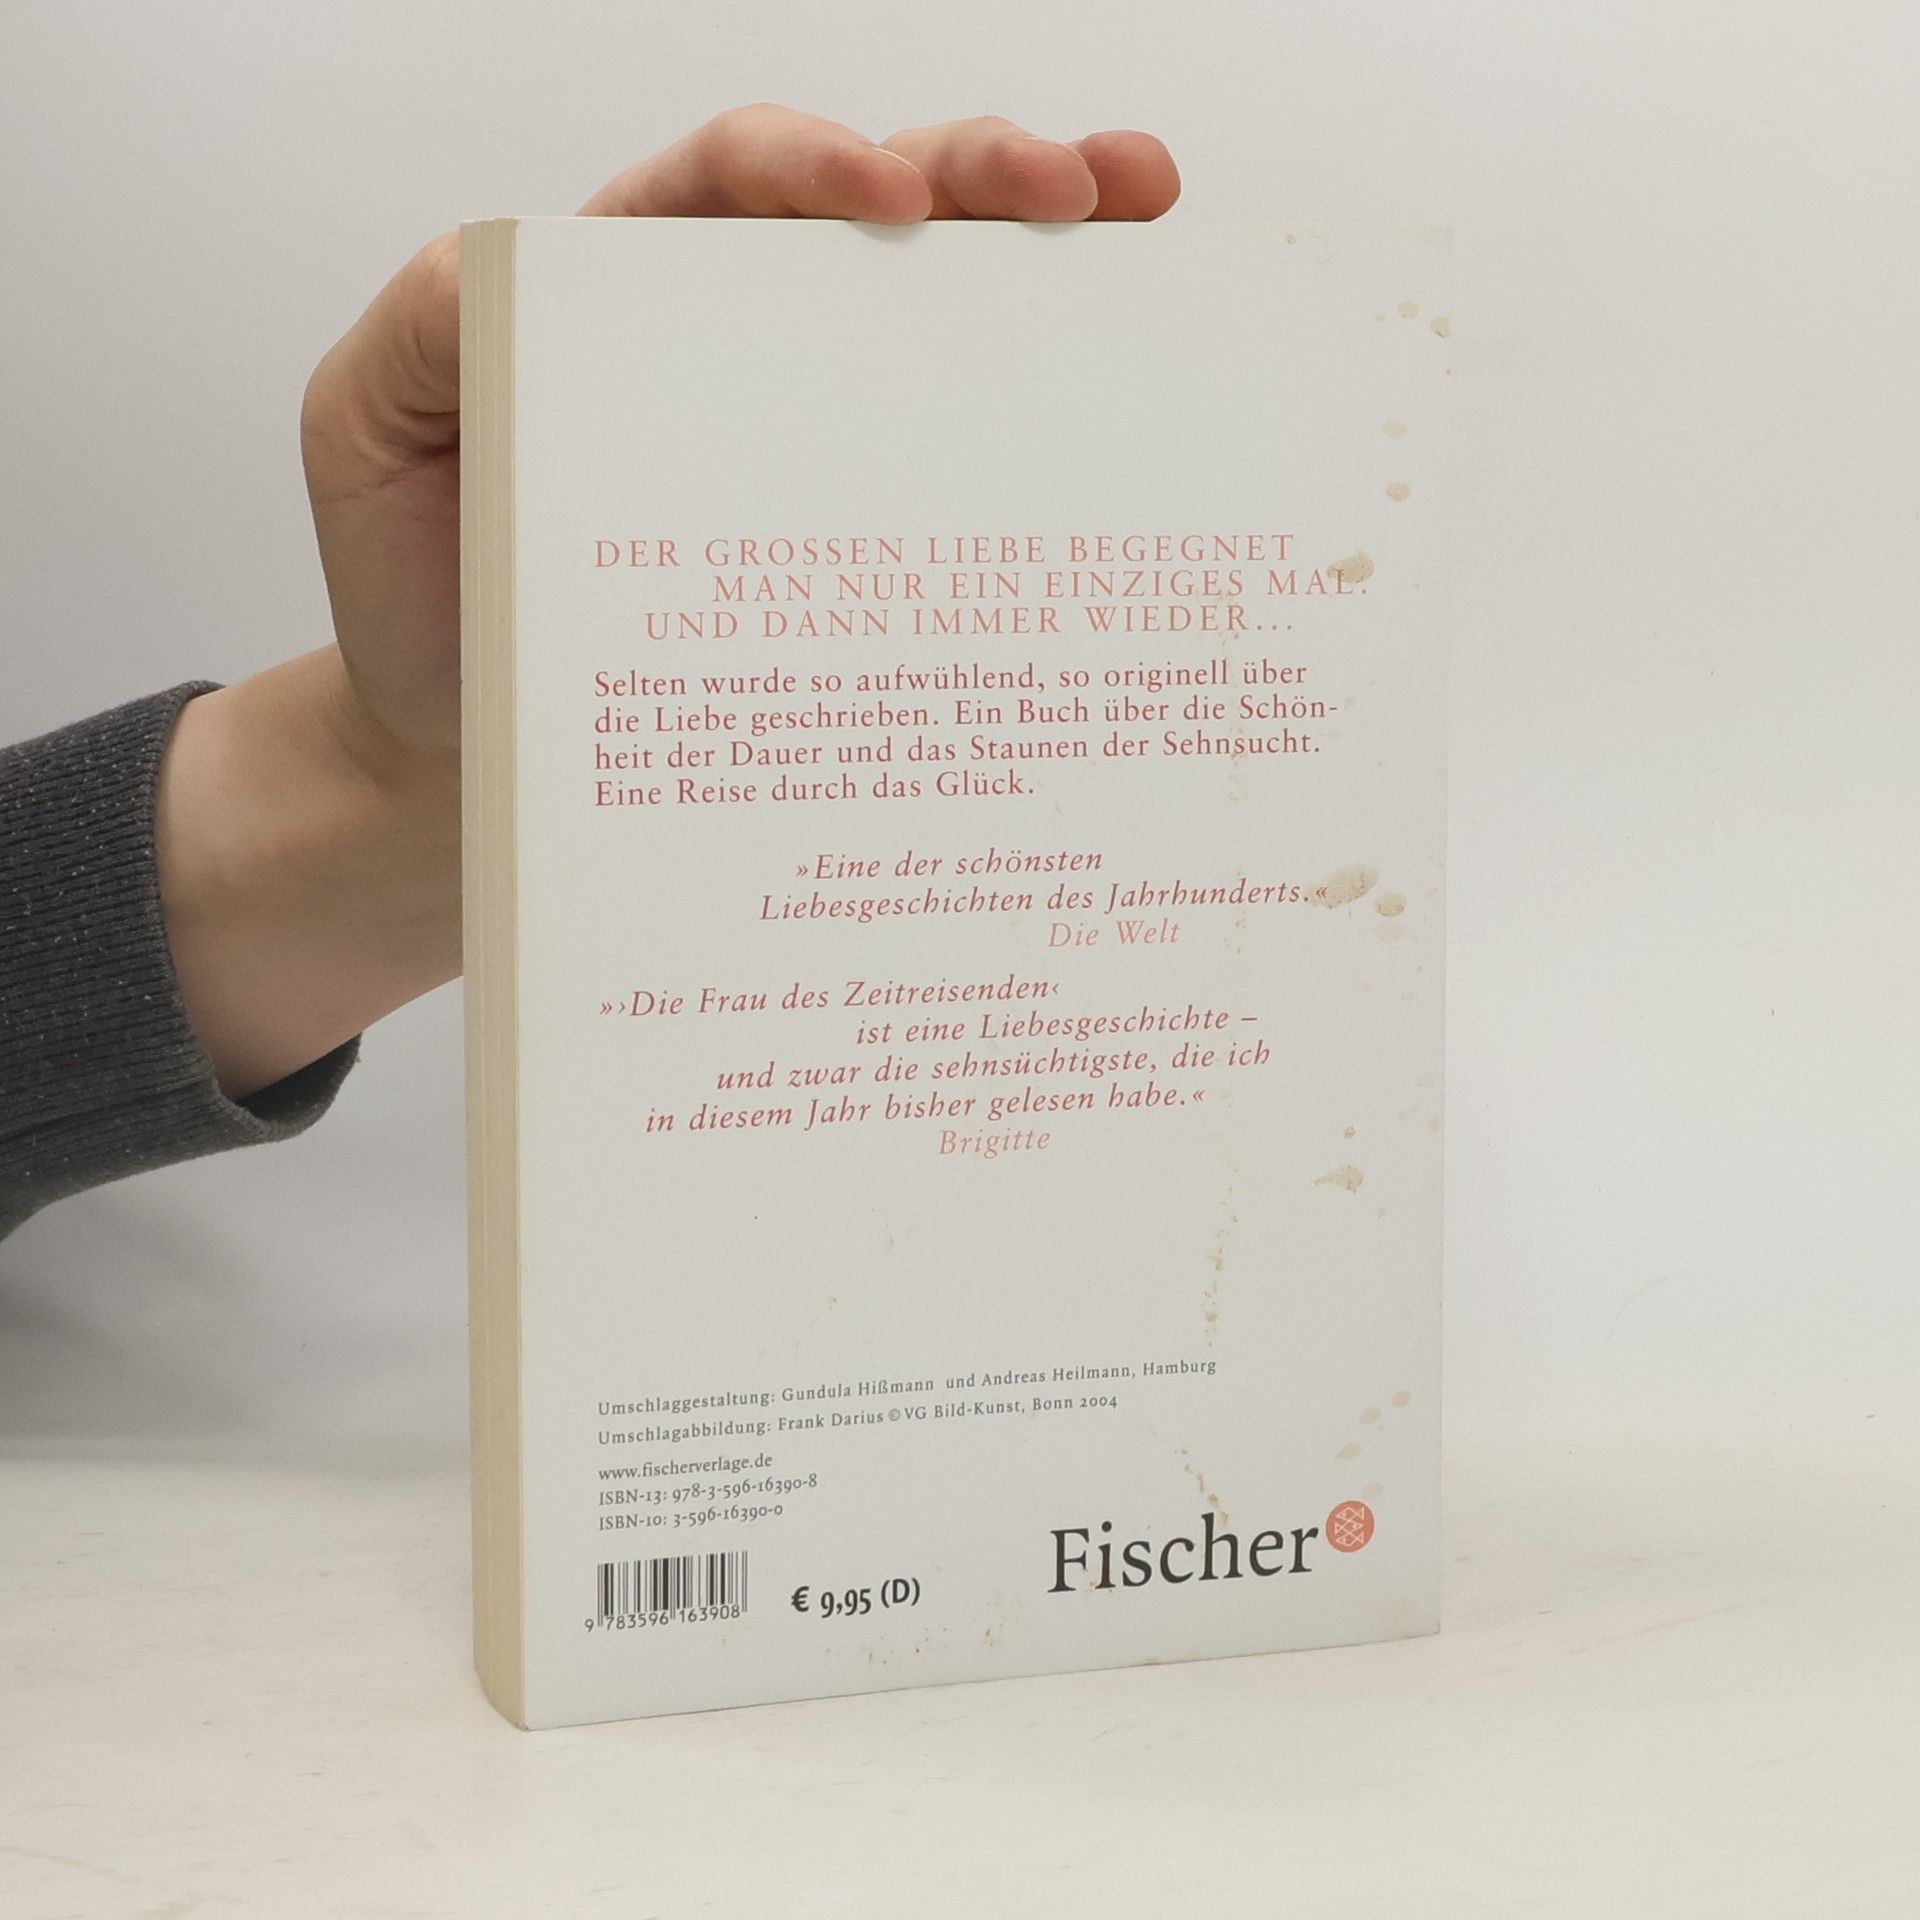 DER GROSSEN LIEBE BEGEGNET
MAN NUR EIN EINZIGES MAL.
UND DANN IMMER WIEDER...
Selten wurde so aufwühlend, so originell über
die Liebe geschrieben. Ein Buch über die Schön-
heit der Dauer und das Staunen der Sehnsucht.
Eine Reise durch das Glück.
»Eine der schönsten
Liebesgeschichten des Jahrhunderts.«
Die Welt
»›Die Frau des Zeitreisenden‹
ist eine Liebesgeschichte –
und zwar die sehnsüchtigste, die ich
in diesem Jahr bisher gelesen habe.«
Brigitte
Umschlaggestaltung: Gundula Hißmann und Andreas Heilmann, Hamburg
Umschlagabbildung: Frank Darius © VG Bild-Kunst, Bonn 2004
www.fischerverlage.de
ISBN-13: 978-3-596-16390-8
ISBN-10: 3-596-16390-0
9 783596 163908
€ 9,95 (D)
Fischer